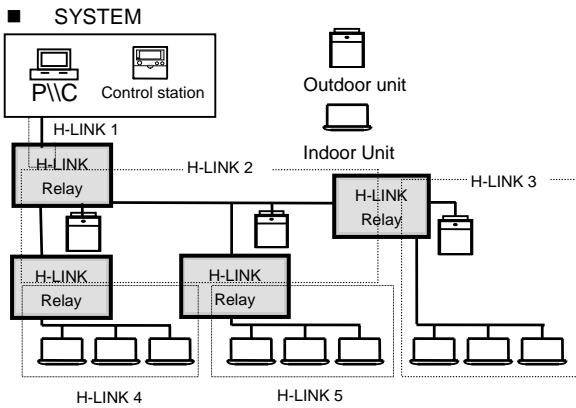 ■ SYSTEM
P\\C
Control station
Outdoor unit
Indoor Unit
H-LINK 1
H-LINK
Relay
H-LINK 2
H-LINK
Relay
H-LINK 3
H-LINK
Relay
H-LINK
Relay
H-LINK 4
H-LINK 5